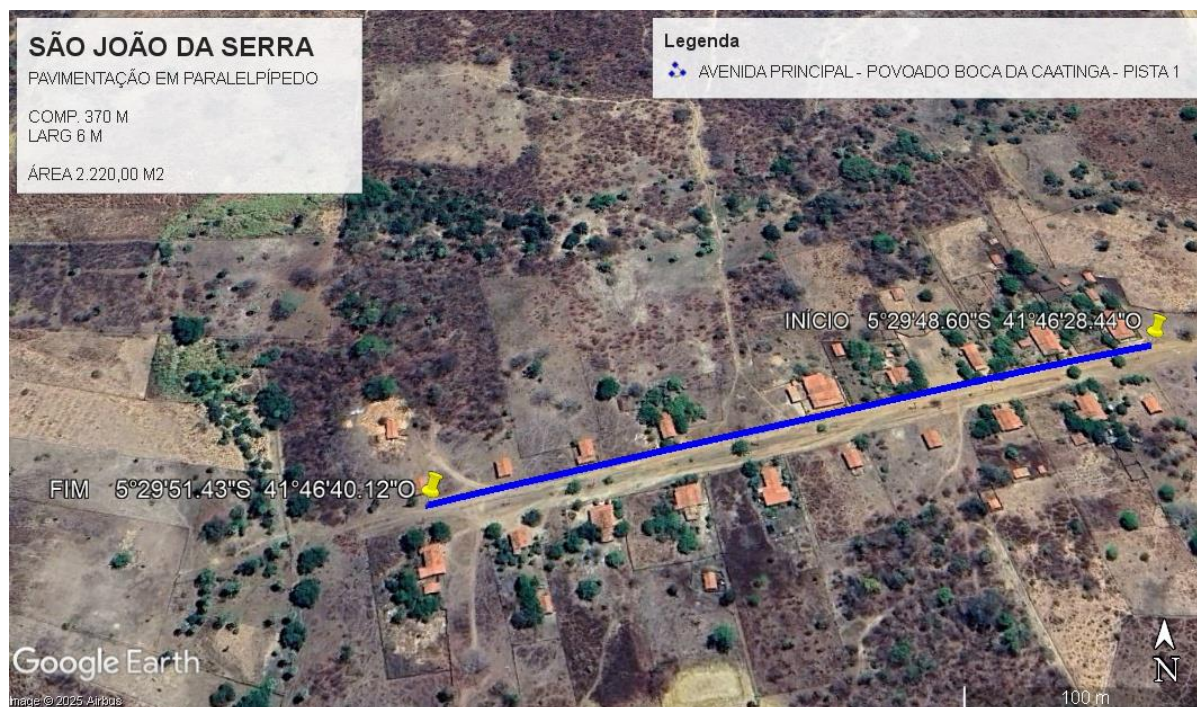 SÃO JOÃO DA SERRA
PAVIMENTAÇÃO EM PARALELPÍPEDO
COMP. 370 M
LARG 6 M
ÁREA 2.220,00 M2
Legenda
AVENIDA PRINCIPAL - POVOADO BOCA DA CAATINGA - PISTA 1
INÍCIO 5°29'48.60"S 41°46'28.44"O
FIM 5°29'51.43"S 41°46'40.12"O
Google Earth
Image © 2025 Airbus
100 m
N